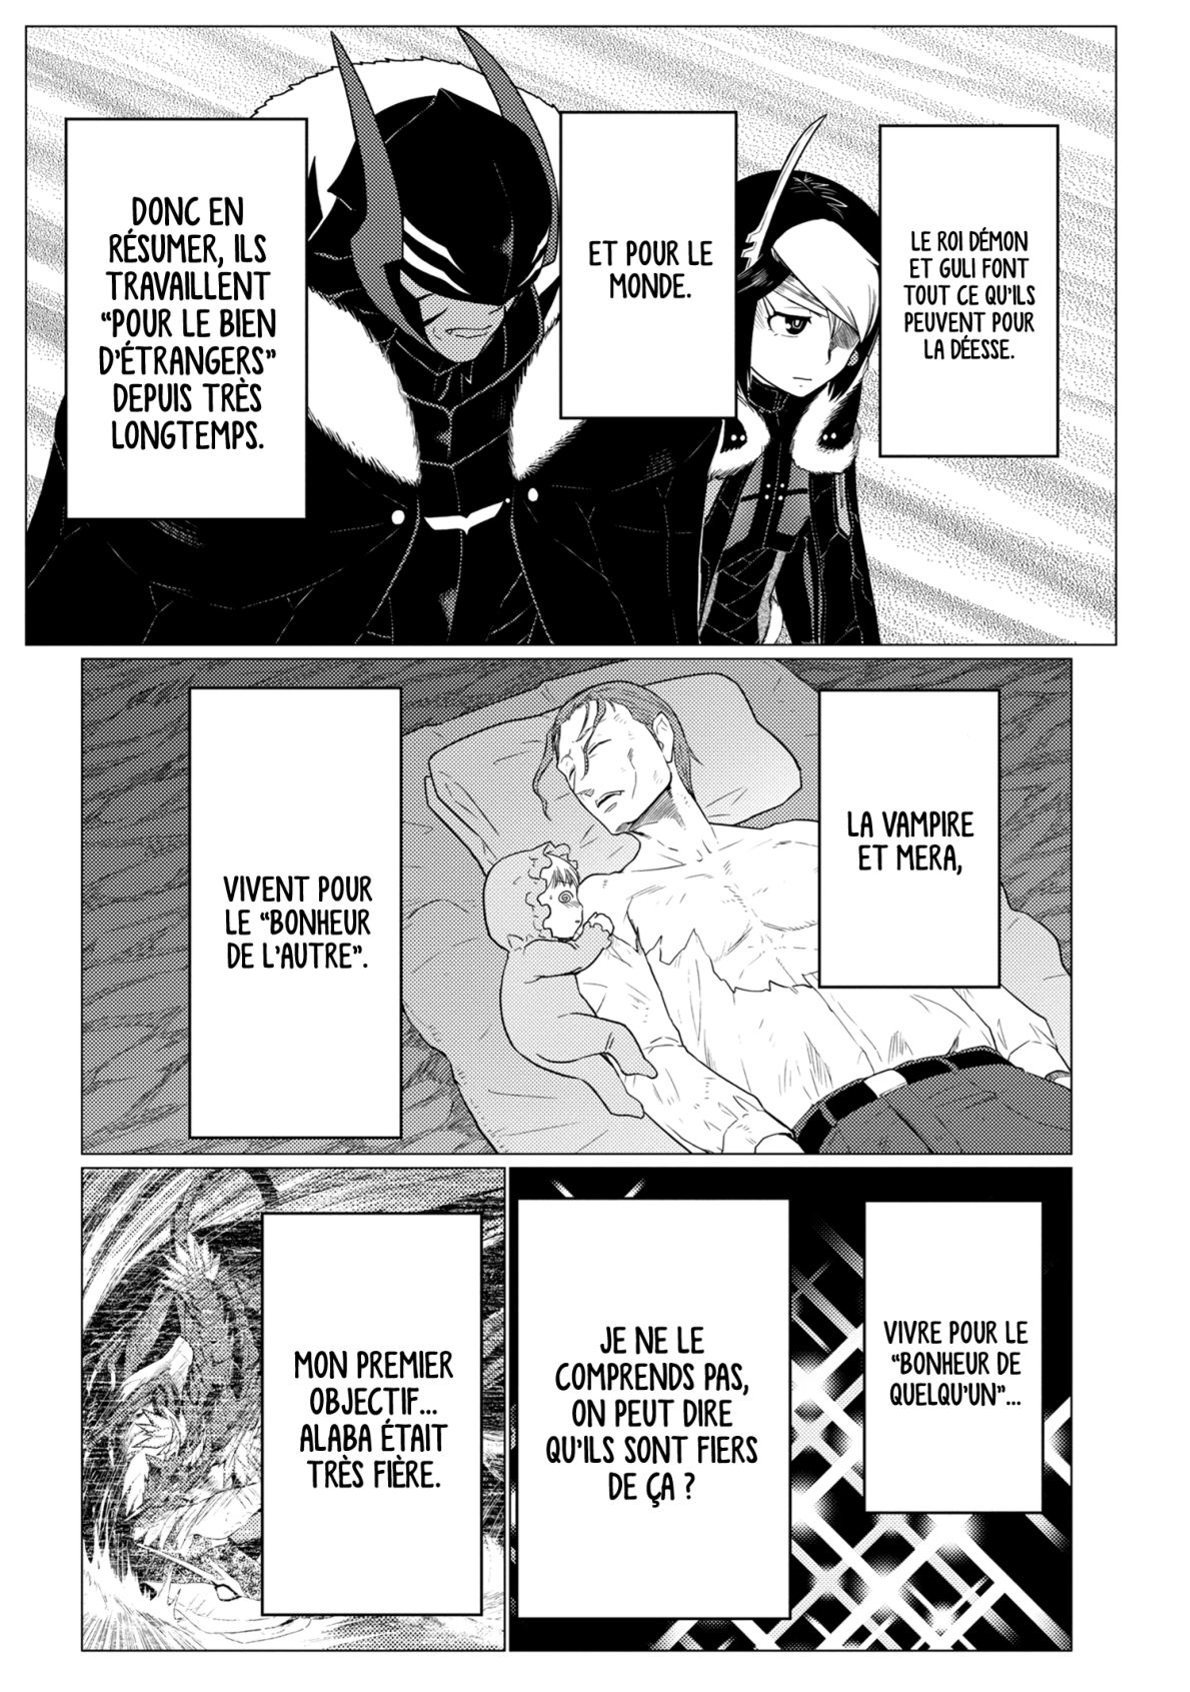 LE ROI DÉMON
ET GULI FONT
TOUT CE QU'ILS
PEUVENT POUR
LA DÉESSE.
ET POUR LE
MONDE.
DONC EN
RÉSUMER, ILS
TRAVAILLENT
"POUR LE BIEN
D'ÉTRANGERS"
DEPUIS TRÈS
LONGTEMPS.
LA VAMPIRE
ET MERA,
VIVENT POUR
LE "BONHEUR
DE L'AUTRE".
VIVRE POUR LE
"BONHEUR DE
QUELQU'UN"...
JE NE LE
COMPRENDS PAS,
ON PEUT DIRE
QU'ILS SONT FIERS
DE ÇA ?
MON PREMIER
OBJECTIF...
ALABA ÉTAIT
TRÈS FIÈRE.